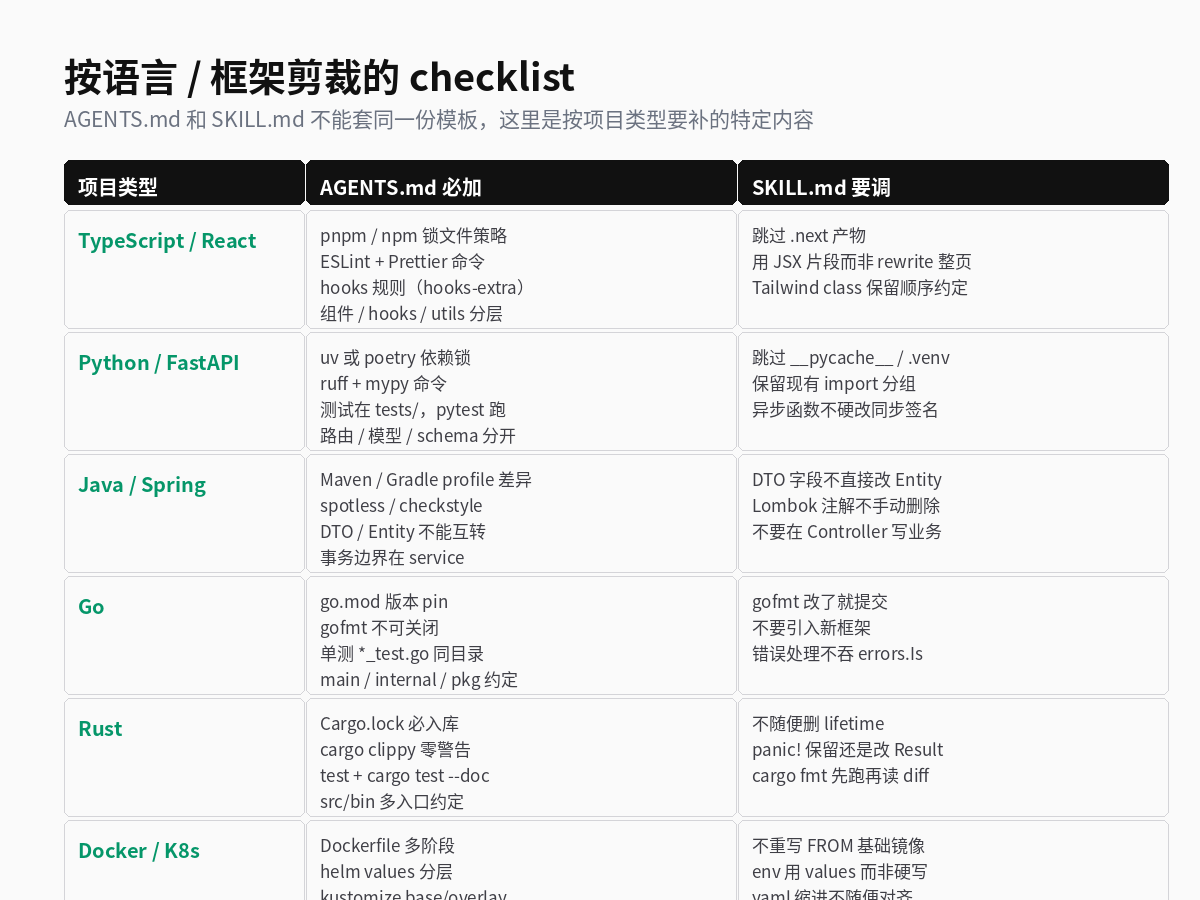 按语言 / 框架剪裁的 checklist
AGENTS.md 和 SKILL.md 不能套同一份模板，这里是按项目类型要补的特定内容
项目类型
AGENTS.md 必加
SKILL.md 要调
TypeScript / React
pnpm / npm 锁文件策略
ESLint + Prettier 命令
hooks 规则（hooks-extra）
组件 / hooks / utils 分层
跳过 .next 产物
用 JSX 片段而非 rewrite 整页
Tailwind class 保留顺序约定
Python / FastAPI
uv 或 poetry 依赖锁
ruff + mypy 命令
测试在 tests/，pytest 跑
路由 / 模型 / schema 分开
跳过 __pycache__ / .venv
保留现有 import 分组
异步函数不硬改同步签名
Java / Spring
Maven / Gradle profile 差异
spotless / checkstyle
DTO / Entity 不能互转
事务边界在 service
DTO 字段不直接改 Entity
Lombok 注解不手动删除
不要在 Controller 写业务
Go
go.mod 版本 pin
gofmt 不可关闭
单测 *_test.go 同目录
main / internal / pkg 约定
gofmt 改了就提交
不要引入新框架
错误处理不吞 errors.Is
Rust
Cargo.lock 必入库
cargo clippy 零警告
test + cargo test --doc
src/bin 多入口约定
不随便删 lifetime
panic! 保留还是改 Result
cargo fmt 先跑再读 diff
Docker / K8s
Dockerfile 多阶段
helm values 分层
kustomize base/overlay
不重写 FROM 基础镜像
env 用 values 而非硬写
yaml 缩进不随便对齐